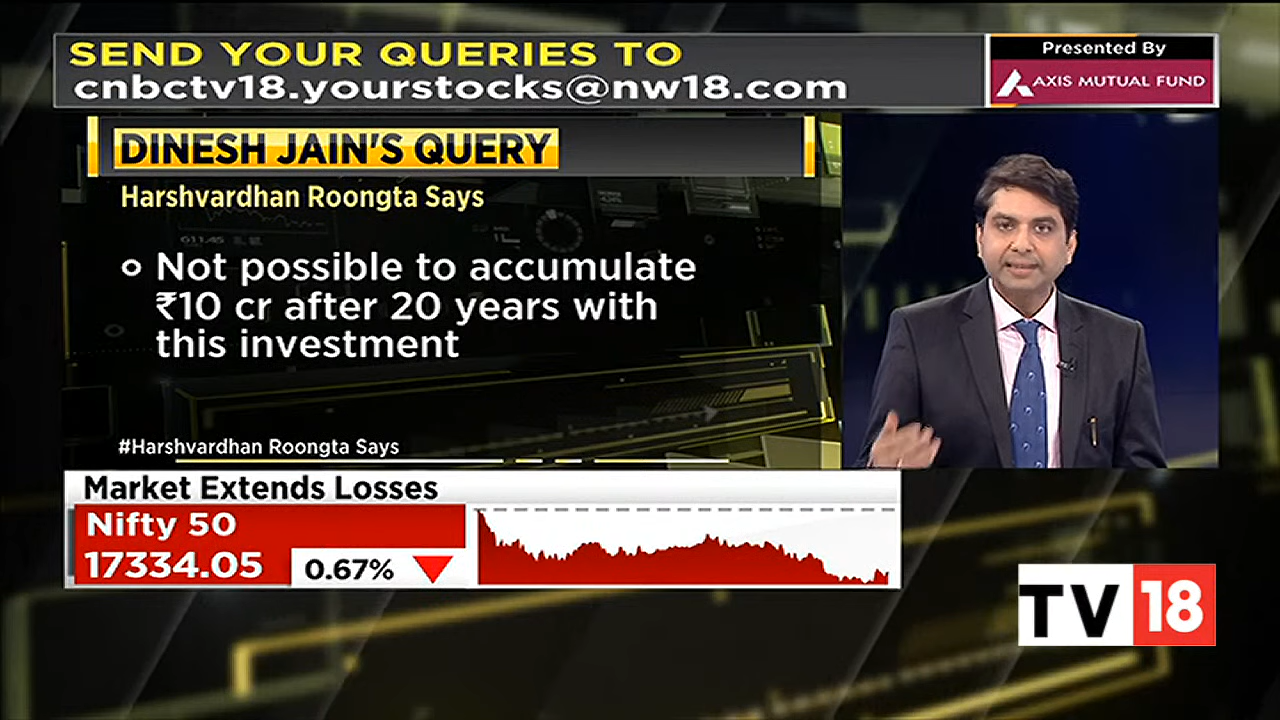 SEND YOUR QUERIES TO
cnbctv18.yourstocks@nw18.com
Presented By
AXIS MUTUAL FUND
DINESH JAIN'S QUERY
Harshvardhan Roongta Says
611.45
Not possible to accumulate
₹10 cr after 20 years with
this investment
#Harshvardhan Roongta Says
Market Extends Losses
Nifty 50
17334.05
0.67%
TV18